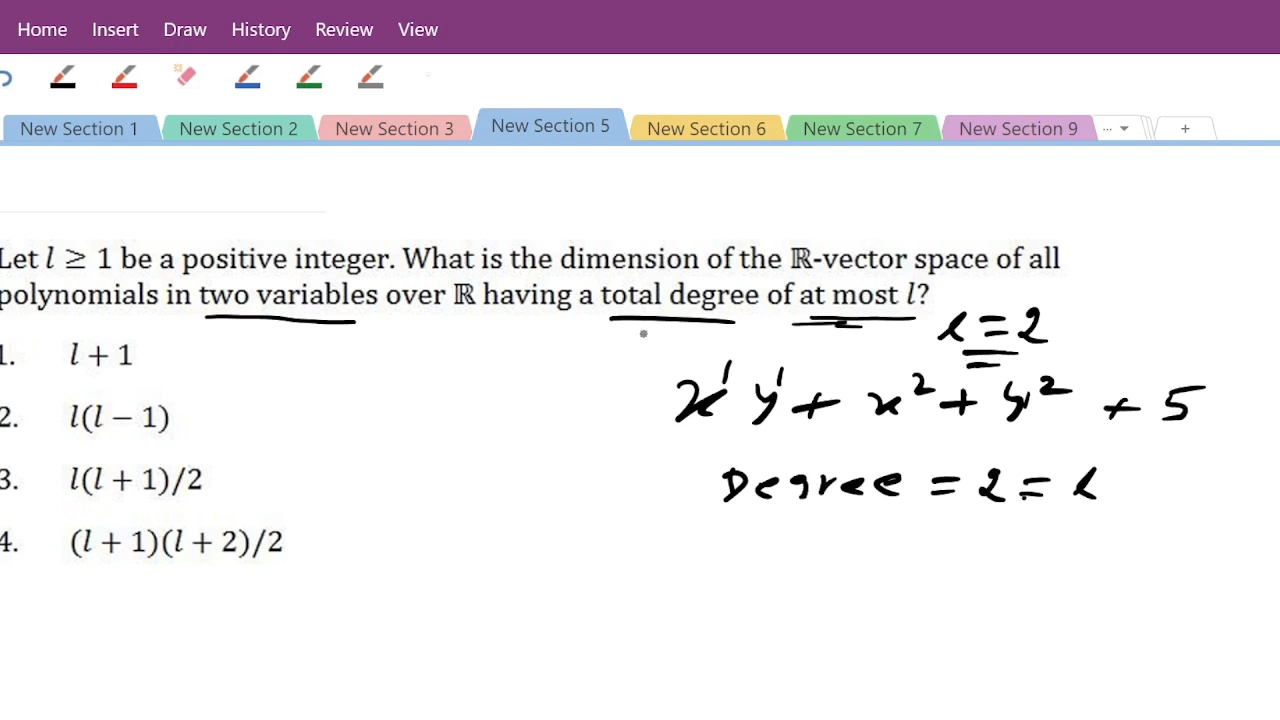 Home Insert Draw History Review View
New Section 1 New Section 2 New Section 3 New Section 5 New Section 6 New Section 7 New Section 9 ... +
Let l ≥ 1 be a positive integer. What is the dimension of the ℝ-vector space of all
polynomials in two variables over ℝ having a total degree of at most l?
l = 2
1. l + 1
x¹ y¹ + x² + y² + 5
2. l(l − 1)
3. l(l + 1)/2
Degree = 2 = l
4. (l + 1)(l + 2)/2